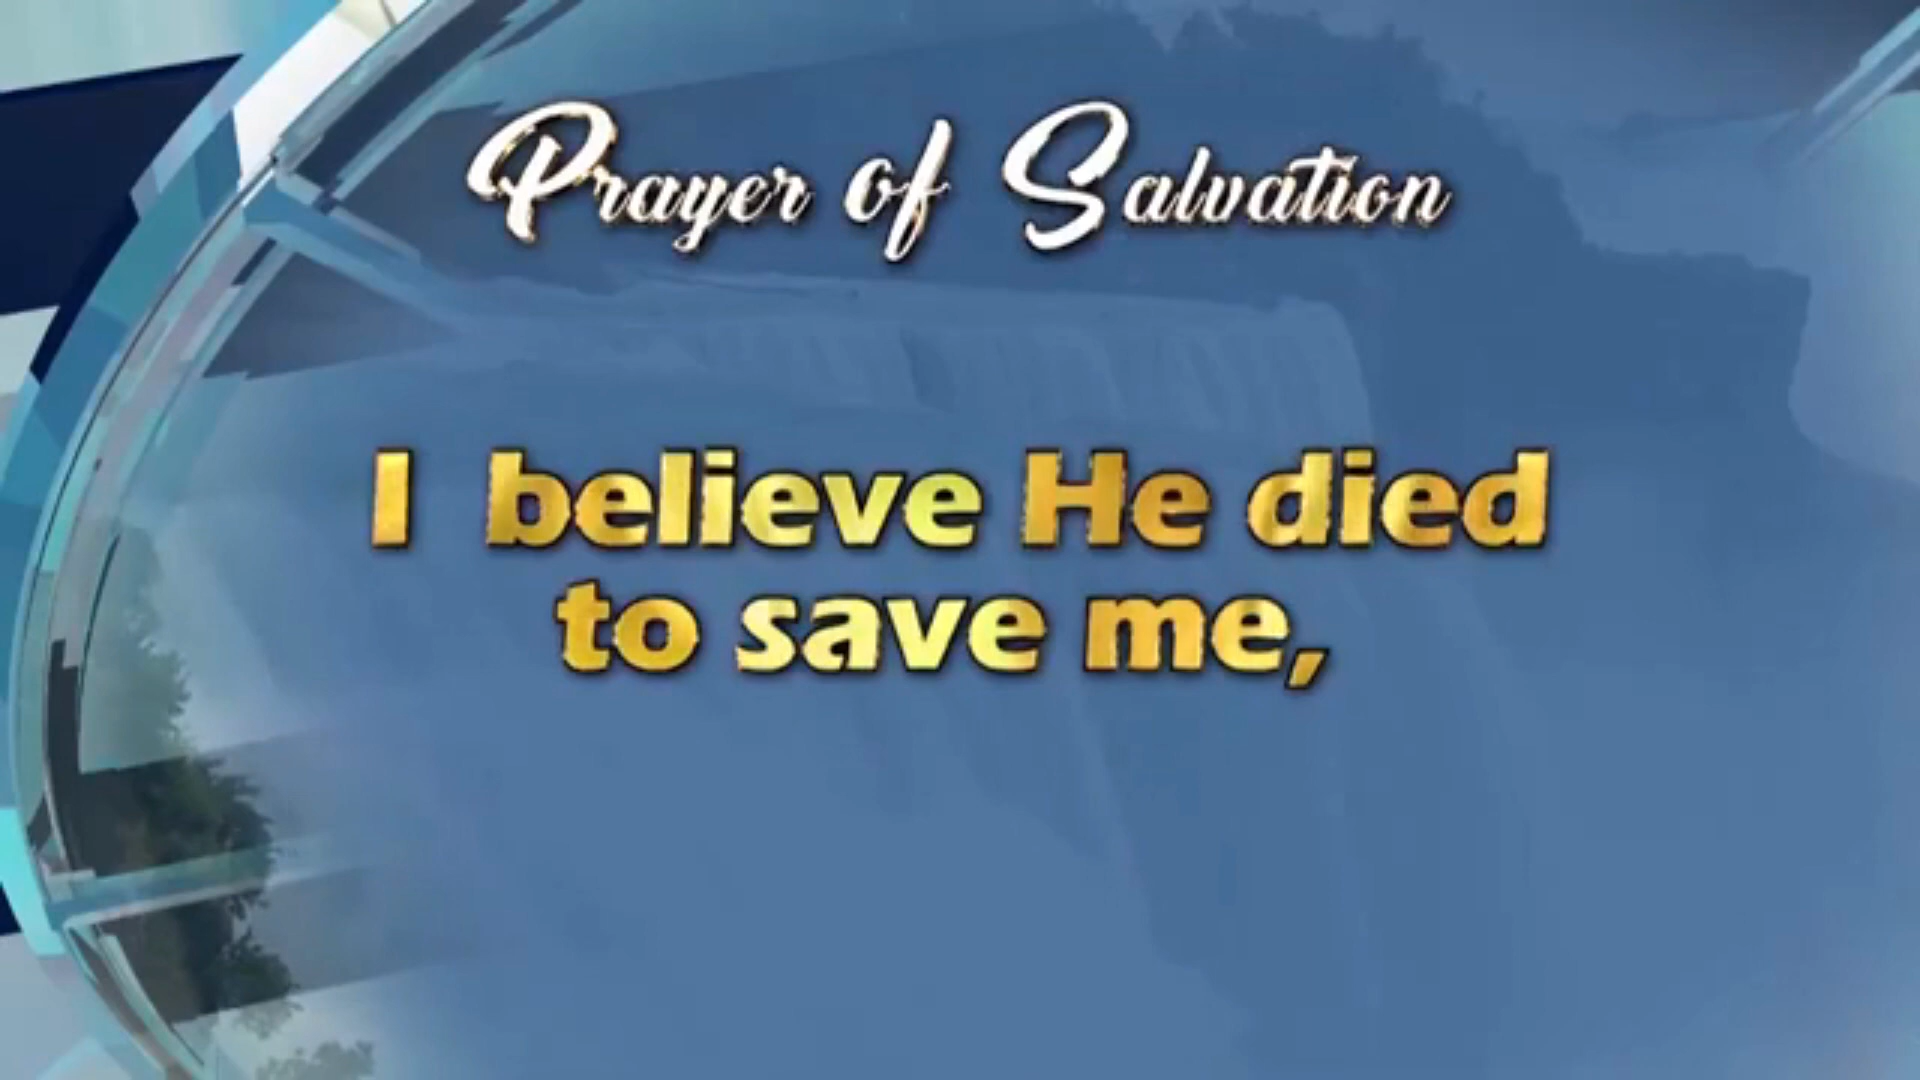 Prayer of Salvation
I believe He died
to save me,